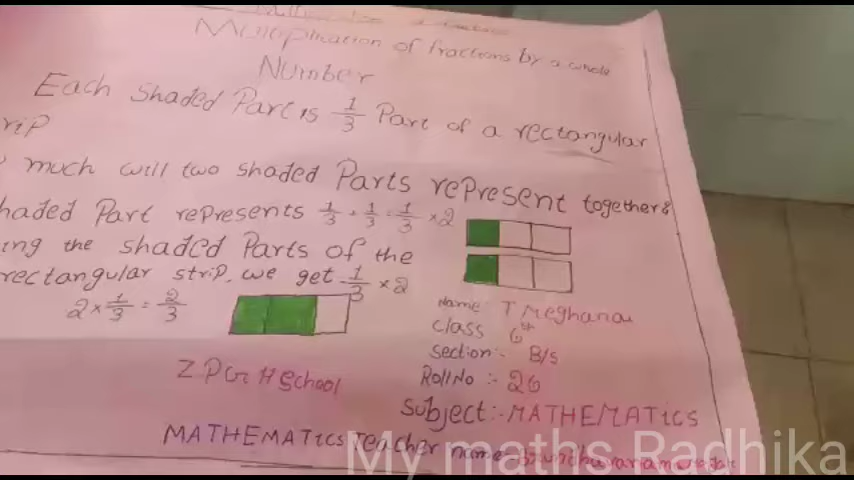 Multiplication of fractions by a whole
Number
Each Shaded Part is 1/3 Part of a rectangular
much will two shaded Parts rePresent together?
haded Part rePresents 1/3 + 1/3 = 1/3 × 2
ing the shaded Parts of the
rectangular strip. we get 1/3 × 2
2 × 1/3 = 2/3
Name: T Meghana
Class 6th
Section:- B/S
Roll No :- 26
Subject:- MATHEMATICS
Z P G H School
MATHEMATICS Teacher name
My maths Radhika